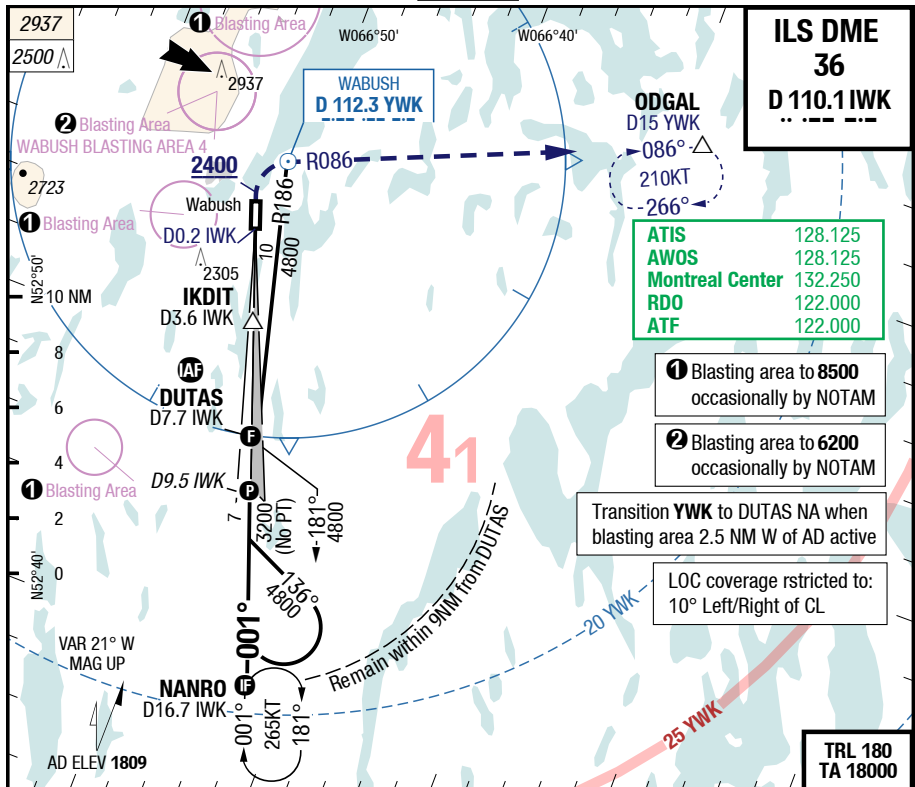 2937
2500
1 Blasting Area
2937
W066°50'
W066°40'
ILS DME
36
D 110.1 IWK
WABUSH
D 112.3 YWK
ODGAL
D15 YWK
086°
210KT
266°
2 Blasting Area
WABUSH BLASTING AREA 4
2400
R086
2723
1 Blasting Area
Wabush
D0.2 IWK
R186
10
4800
2305
ATIS 128.125
AWOS 128.125
Montreal Center 132.250
RDO 122.000
ATF 122.000
N52°50'
10 NM
IKDIT
D3.6 IWK
8
IAF
DUTAS
D7.7 IWK
6
F
1 Blasting area to 8500
occasionally by NOTAM
2 Blasting area to 6200
occasionally by NOTAM
41
4
D9.5 IWK
P
1 Blasting Area
2
7
3200
(No PT)
181°
4800
Transition YWK to DUTAS NA when
blasting area 2.5 NM W of AD active
N52°40'
0
136°
4800
LOC coverage rstricted to:
10° Left/Right of CL
001°
Remain within 9NM from DUTAS
20 YWK
VAR 21° W
MAG UP
NANRO
IF
D16.7 IWK
001°
265KT
181°
25 YWK
AD ELEV 1809
TRL 180
TA 18000